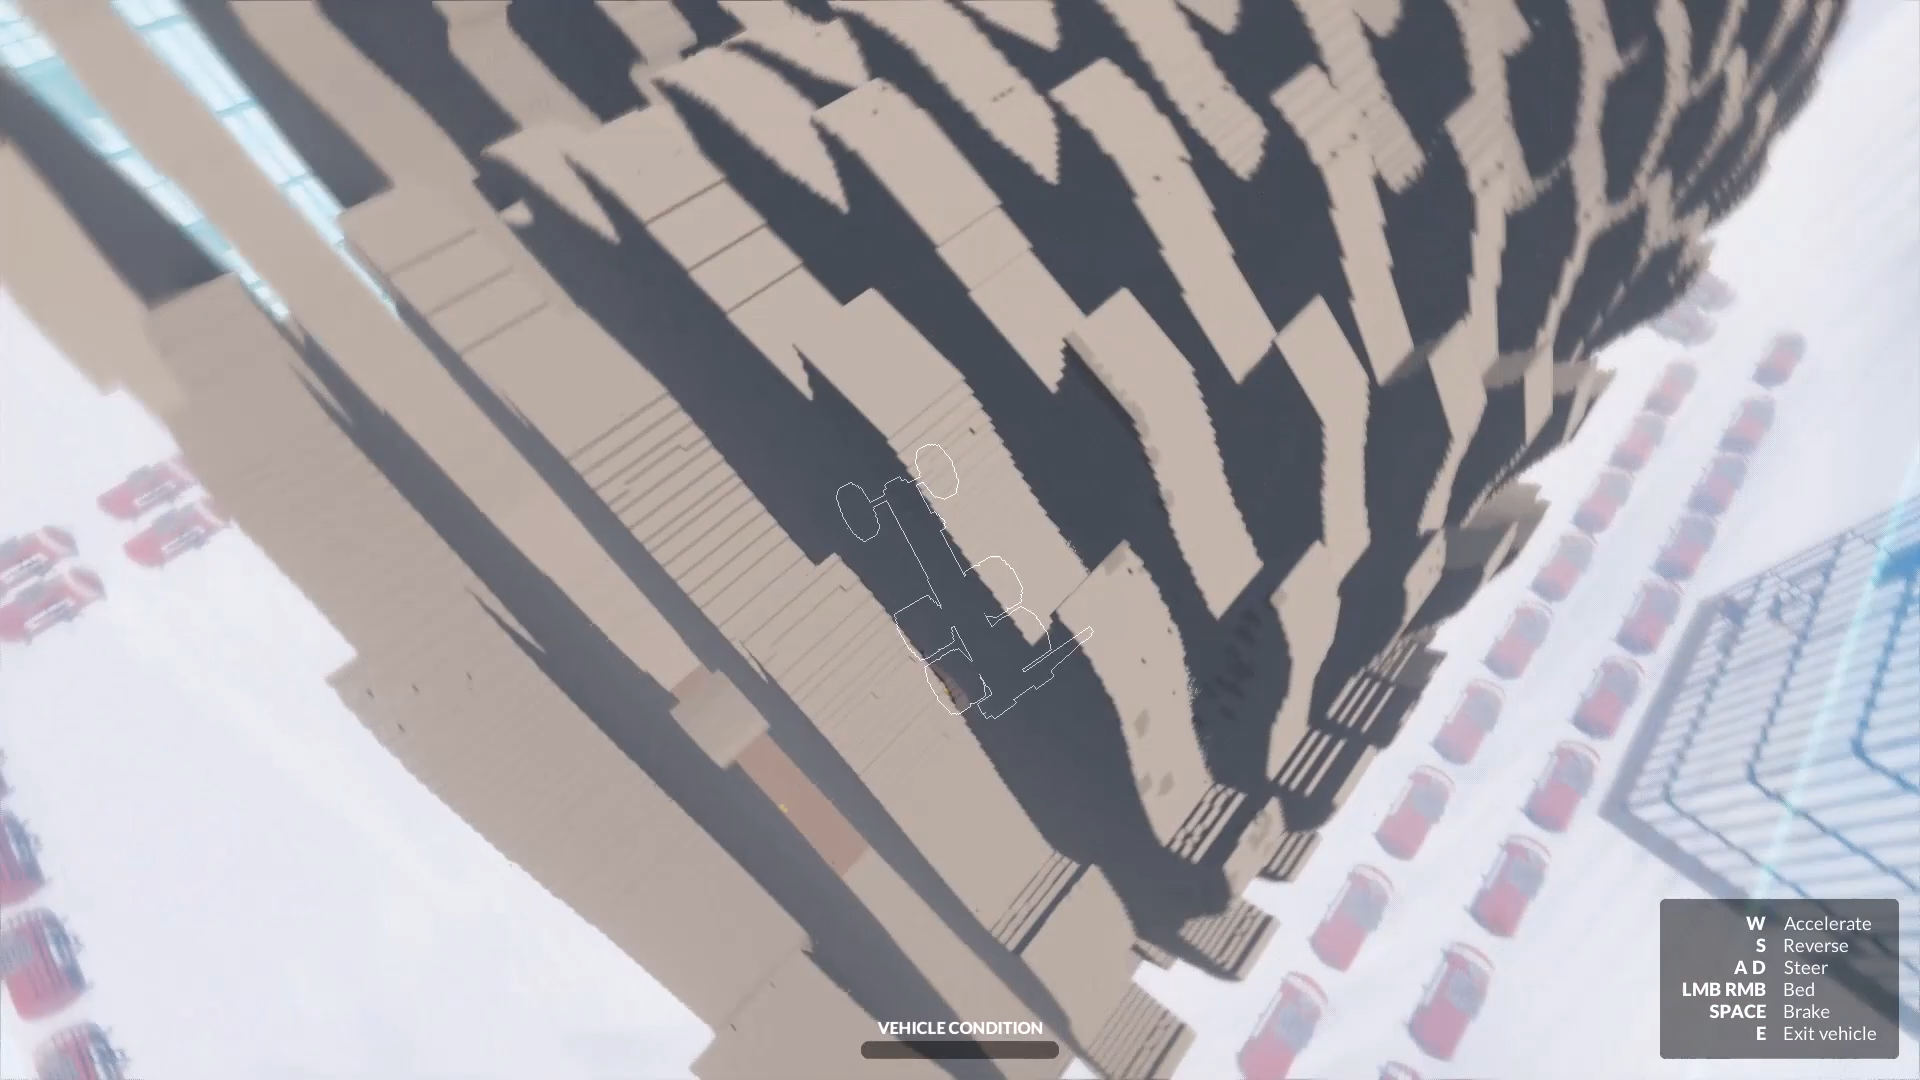 W Accelerate
S Reverse
A D Steer
LMB RMB Bed
SPACE Brake
E Exit vehicle
VEHICLE CONDITION